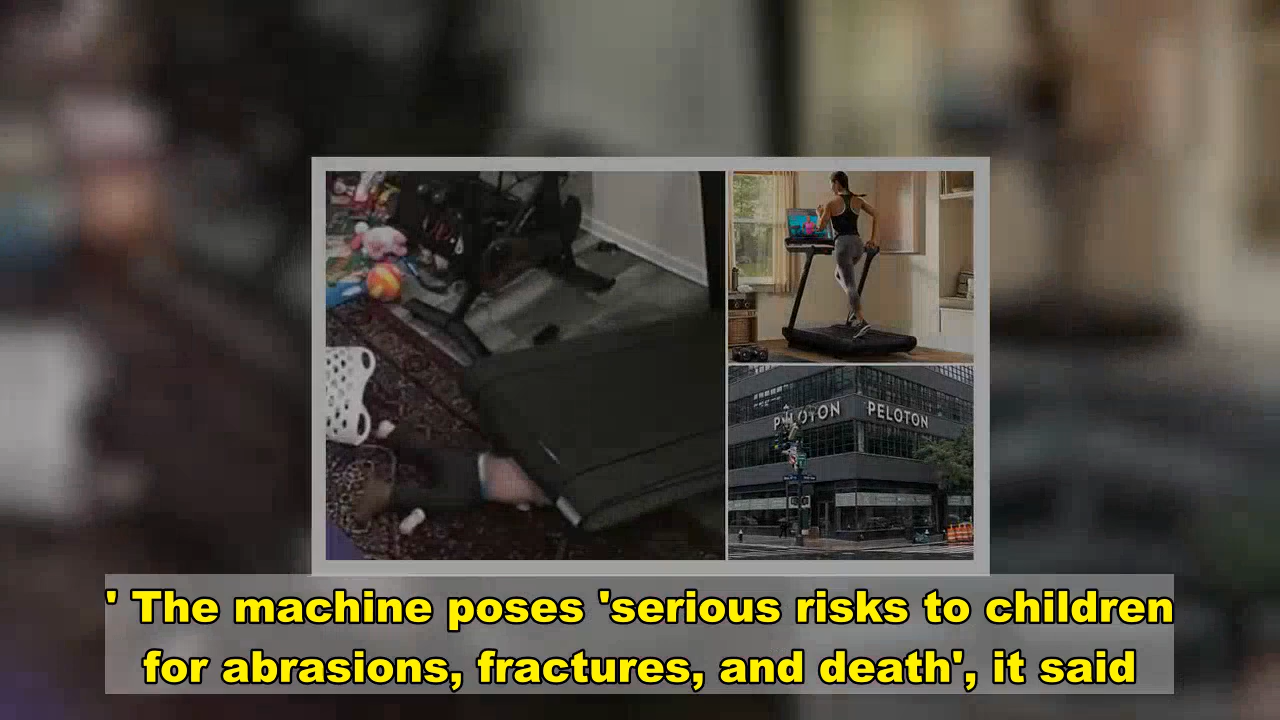 PELOTON
PELOTON
' The machine poses 'serious risks to children
for abrasions, fractures, and death', it said